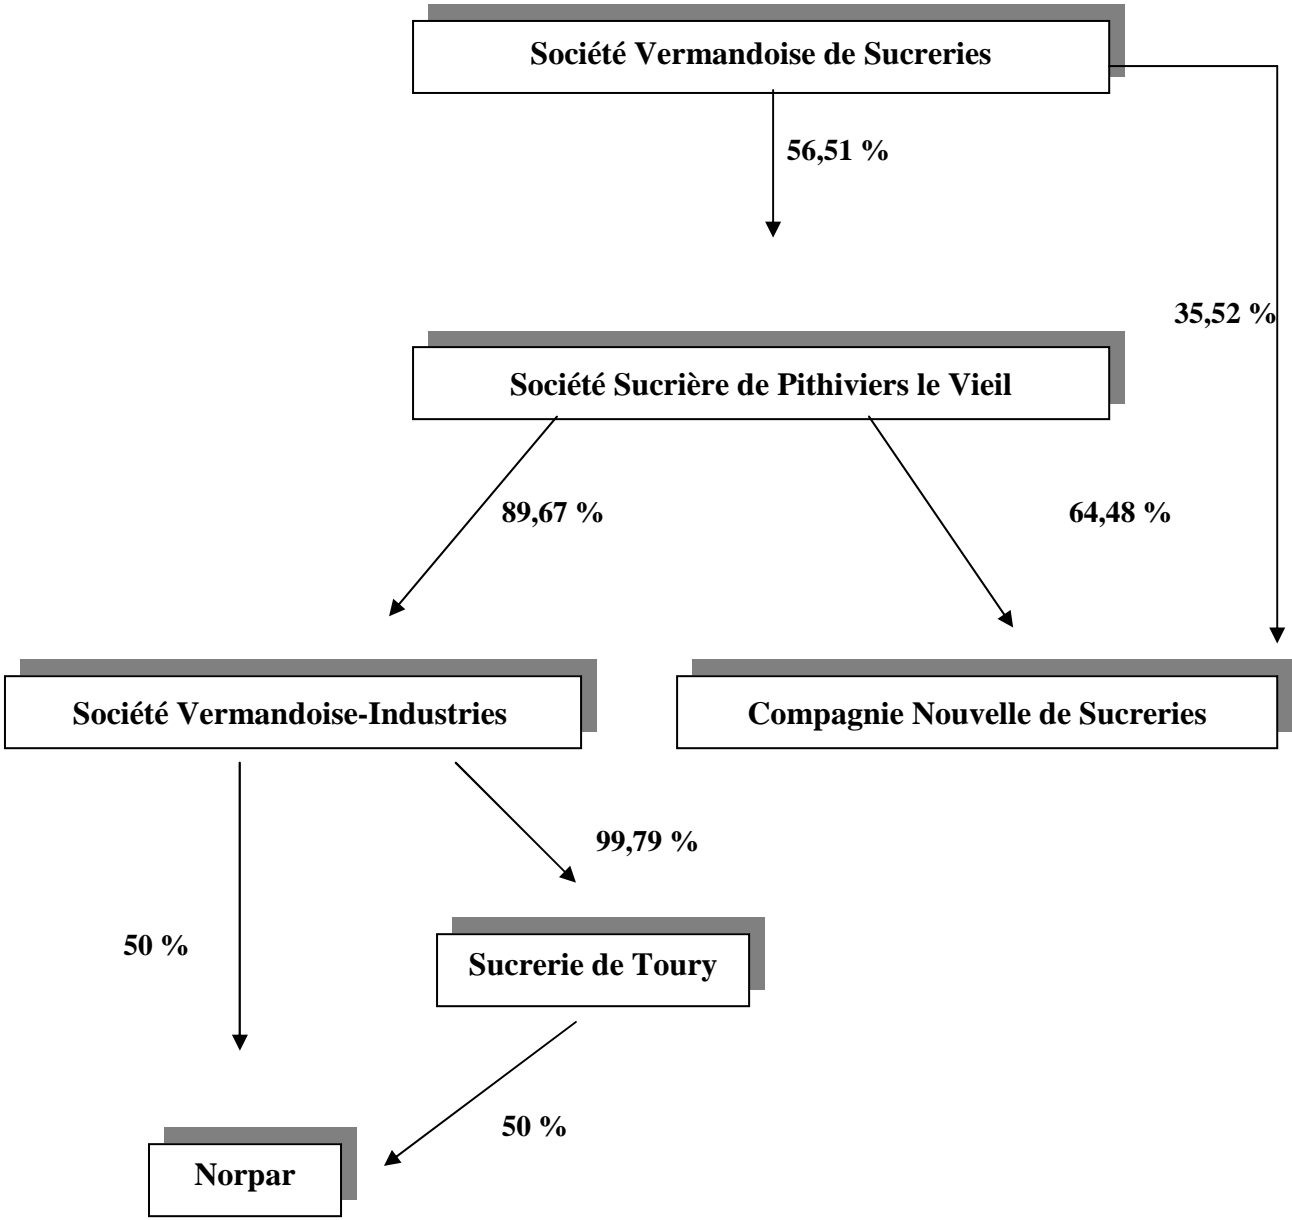 Société Vermandoise de Sucreries
56,51 %
35,52 %
Société Sucrière de Pithiviers le Vieil
89,67 %
64,48 %
Société Vermandoise-Industries
Compagnie Nouvelle de Sucreries
99,79 %
50 %
Sucrerie de Toury
50 %
Norpar